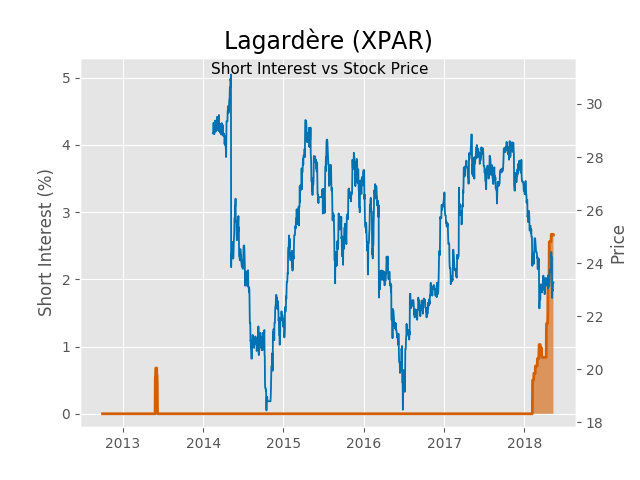 Lagardère (XPAR)
Short Interest vs Stock Price
Short Interest (%)
5
4
3
2
1
0
30
28
26
24
22
20
18
Price
2013 2014 2015 2016 2017 2018